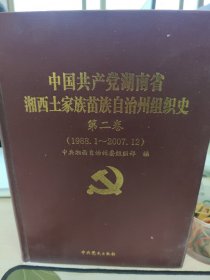 中国共产党湖南省
湘西土家族苗族自治州组织史
第二卷
(1988.1～2007.12)
中共湘西自治州委组织部 编
中共党史出版社